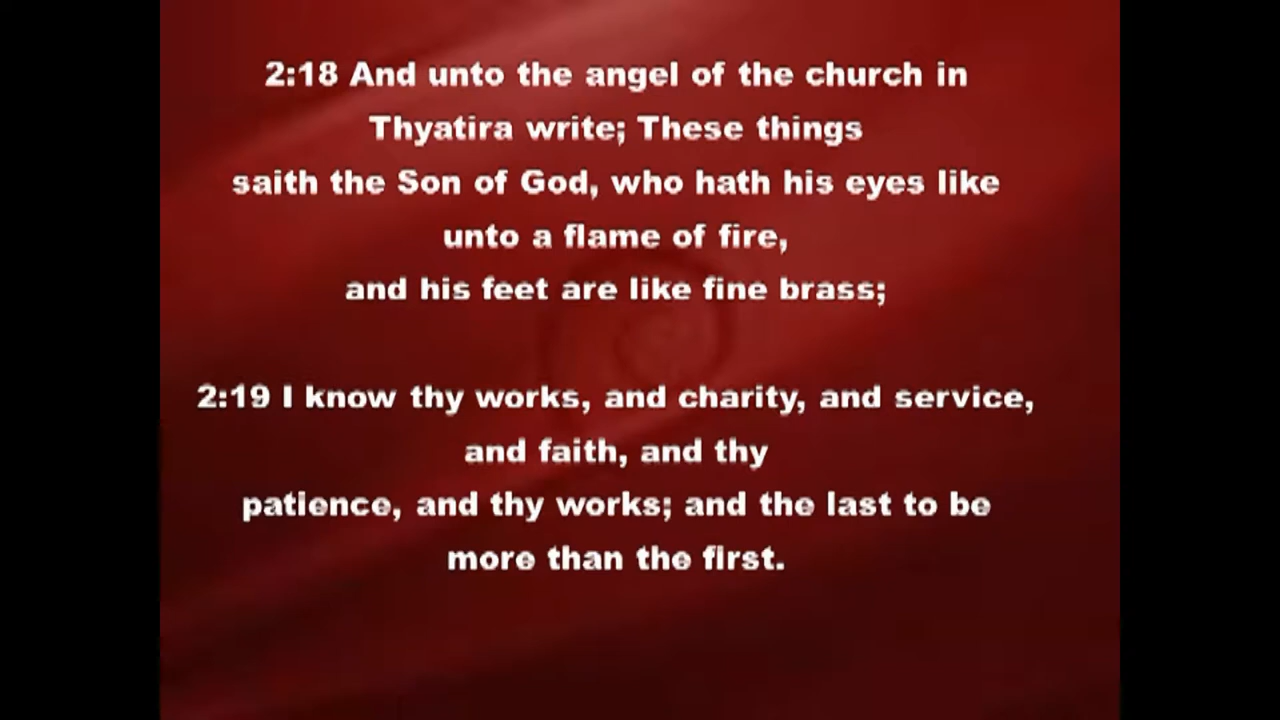 2:18 And unto the angel of the church in
Thyatira write; These things
saith the Son of God, who hath his eyes like
unto a flame of fire,
and his feet are like fine brass;
2:19 I know thy works, and charity, and service,
and faith, and thy
patience, and thy works; and the last to be
more than the first.